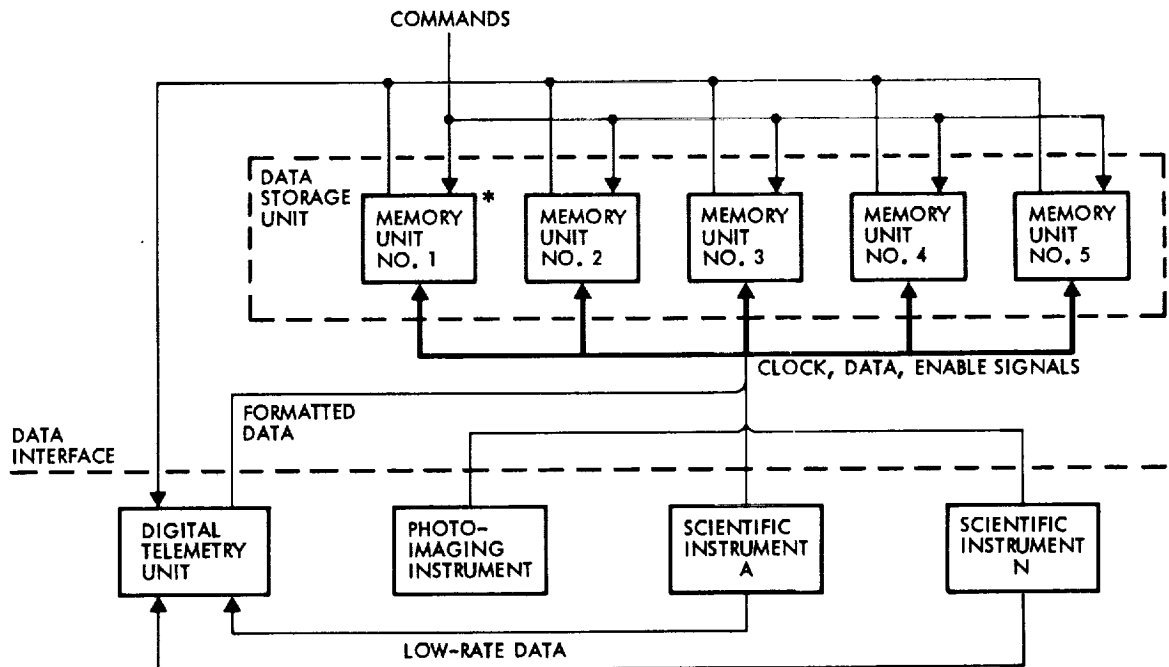 COMMANDS
DATA
STORAGE
UNIT
MEMORY
UNIT
NO. 1
*
MEMORY
UNIT
NO. 2
MEMORY
UNIT
NO. 3
MEMORY
UNIT
NO. 4
MEMORY
UNIT
NO. 5
CLOCK, DATA, ENABLE SIGNALS
FORMATTED
DATA
DATA
INTERFACE
DIGITAL
TELEMETRY
UNIT
PHOTO-
IMAGING
INSTRUMENT
SCIENTIFIC
INSTRUMENT
A
SCIENTIFIC
INSTRUMENT
N
LOW-RATE DATA